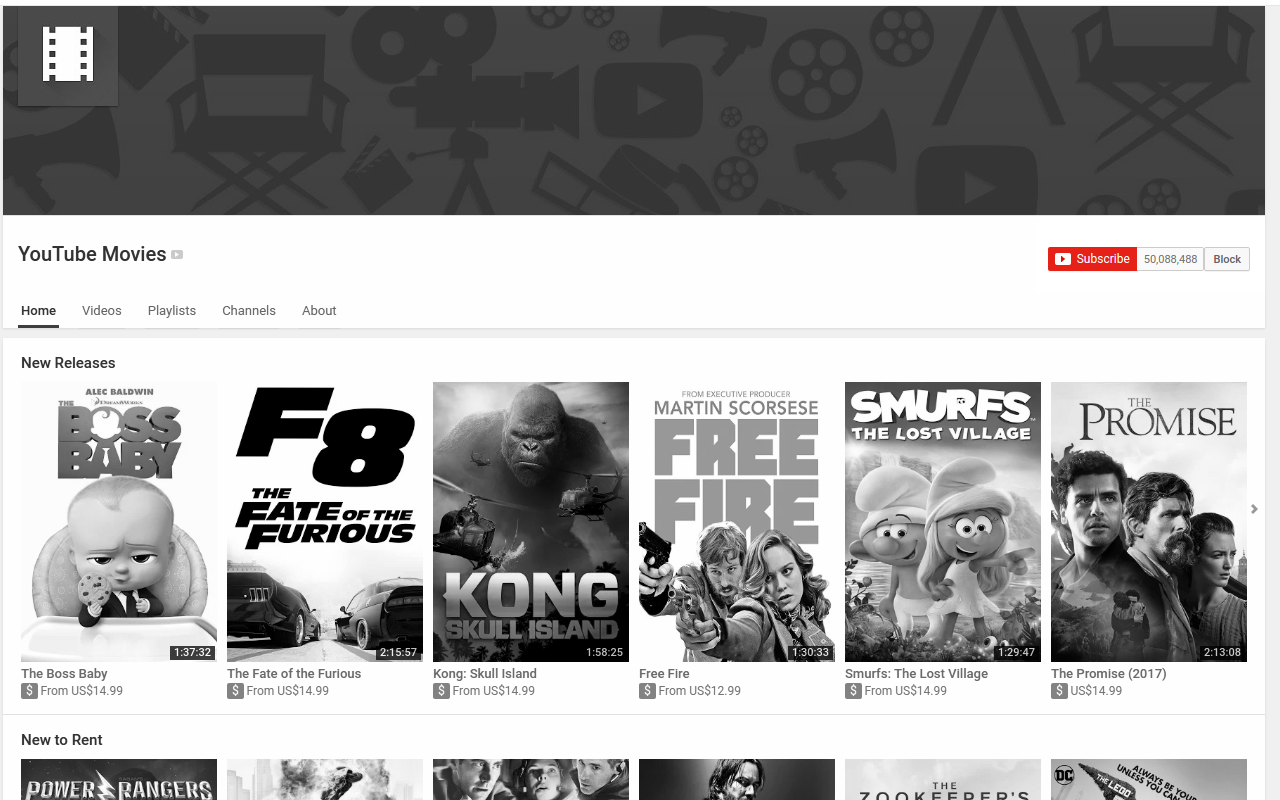 YouTube Movies
Subscribe 50,088,488 Block
Home Videos Playlists Channels About
New Releases
ALEC BALDWIN
DREAMWORKS
THE
BOSS
BABY
1:37:32
The Boss Baby
$ From US$14.99
F8
THE
FATE OF THE
FURIOUS
2:15:57
The Fate of the Furious
$ From US$14.99
KONG
SKULL ISLAND
1:58:25
Kong: Skull Island
$ From US$14.99
FROM EXECUTIVE PRODUCER
MARTIN SCORSESE
FREE
FIRE
1:30:33
Free Fire
$ From US$12.99
SMURFS
THE LOST VILLAGE
1:29:47
Smurfs: The Lost Village
$ From US$14.99
THE
PROMISE
2:13:08
The Promise (2017)
$ US$14.99
New to Rent
POWER RANGERS
THE
ZOOKEEPER'S
DC
THE LEGO
ALWAYS BE YOUR
UNLESS YOU